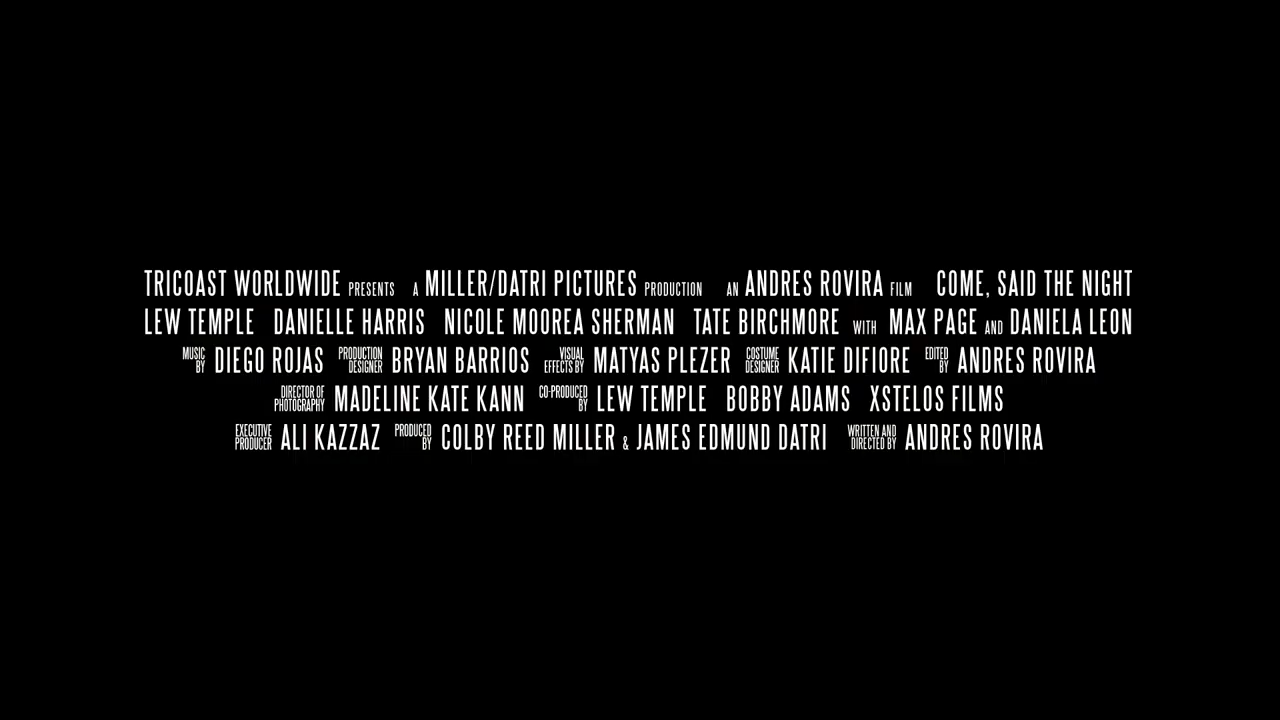 TRICOAST WORLDWIDE PRESENTS A MILLER/DATRI PICTURES PRODUCTION AN ANDRES ROVIRA FILM COME, SAID THE NIGHT
LEW TEMPLE DANIELLE HARRIS NICOLE MOOREA SHERMAN TATE BIRCHMORE WITH MAX PAGE AND DANIELA LEON
MUSIC BY DIEGO ROJAS PRODUCTION DESIGNER BRYAN BARRIOS VISUAL EFFECTS BY MATYAS PLEZER COSTUME DESIGNER KATIE DIFIORE EDITED BY ANDRES ROVIRA
DIRECTOR OF PHOTOGRAPHY MADELINE KATE KANN CO-PRODUCED BY LEW TEMPLE BOBBY ADAMS XSTELOS FILMS
EXECUTIVE PRODUCER ALI KAZZAZ PRODUCED BY COLBY REED MILLER & JAMES EDMUND DATRI WRITTEN AND DIRECTED BY ANDRES ROVIRA